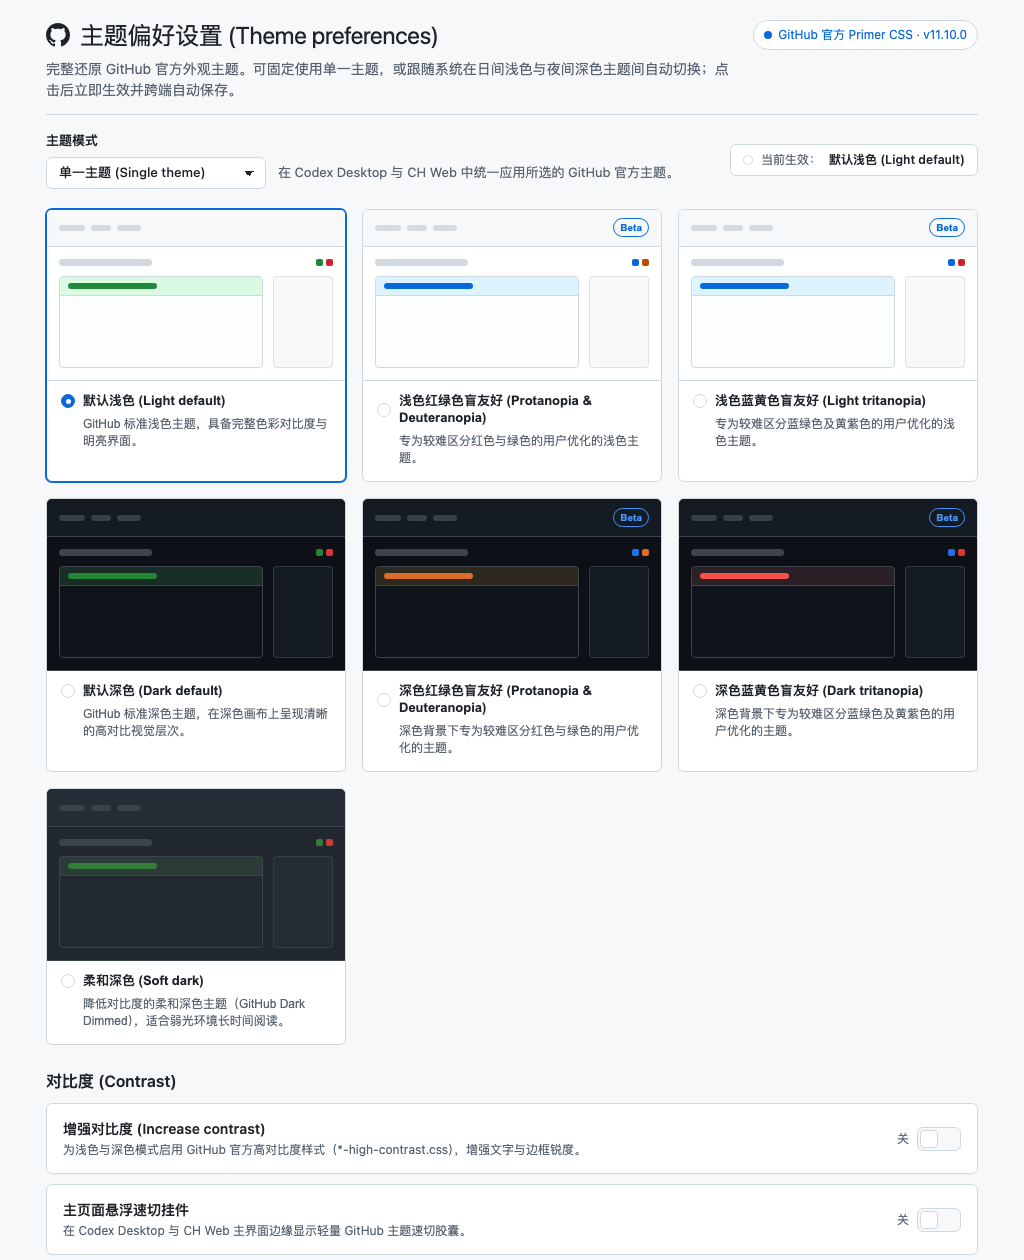 主题偏好设置 (Theme preferences)
GitHub 官方 Primer CSS · v11.10.0
完整还原 GitHub 官方外观主题。可固定使用单一主题，或跟随系统在日间浅色与夜间深色主题间自动切换；点
击后立即生效并跨端自动保存。
主题模式
单一主题 (Single theme)
在 Codex Desktop 与 CH Web 中统一应用所选的 GitHub 官方主题。
当前生效： 默认浅色 (Light default)
Beta
Beta
默认浅色 (Light default)
GitHub 标准浅色主题，具备完整色彩对比度与
明亮界面。
浅色红绿色盲友好 (Protanopia &
Deuteranopia)
专为较难区分红色与绿色的用户优化的浅色主
题。
浅色蓝黄色盲友好 (Light tritanopia)
专为较难区分蓝绿色及黄紫色的用户优化的浅
色主题。
Beta
Beta
默认深色 (Dark default)
GitHub 标准深色主题，在深色画布上呈现清晰
的高对比视觉层次。
深色红绿色盲友好 (Protanopia &
Deuteranopia)
深色背景下专为较难区分红色与绿色的用户优
化的主题。
深色蓝黄色盲友好 (Dark tritanopia)
深色背景下专为较难区分蓝绿色及黄紫色的用
户优化的主题。
柔和深色 (Soft dark)
降低对比度的柔和深色主题（GitHub Dark
Dimmed），适合弱光环境长时间阅读。
对比度 (Contrast)
增强对比度 (Increase contrast)
为浅色与深色模式启用 GitHub 官方高对比度样式（*-high-contrast.css），增强文字与边框锐度。
关
主页面悬浮速切挂件
在 Codex Desktop 与 CH Web 主界面边缘显示轻量 GitHub 主题速切胶囊。
关